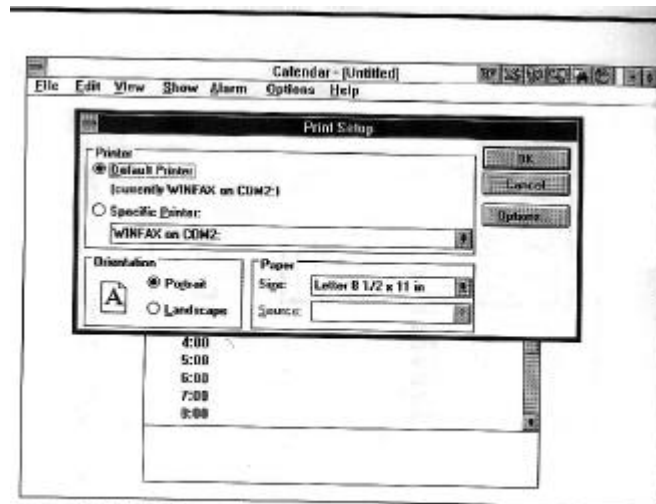 Calendar - [Untitled]
File Edit View Show Alarm Options Help
Print Setup
Printer
Default Printer
(currently WINFAX on COM2:)
Specific Printer:
WINFAX on COM2:
OK
Cancel
Options...
Orientation
A
Portrait
Landscape
Paper
Size: Letter 8 1/2 x 11 in
Source:
4:00
5:00
6:00
7:00
8:00